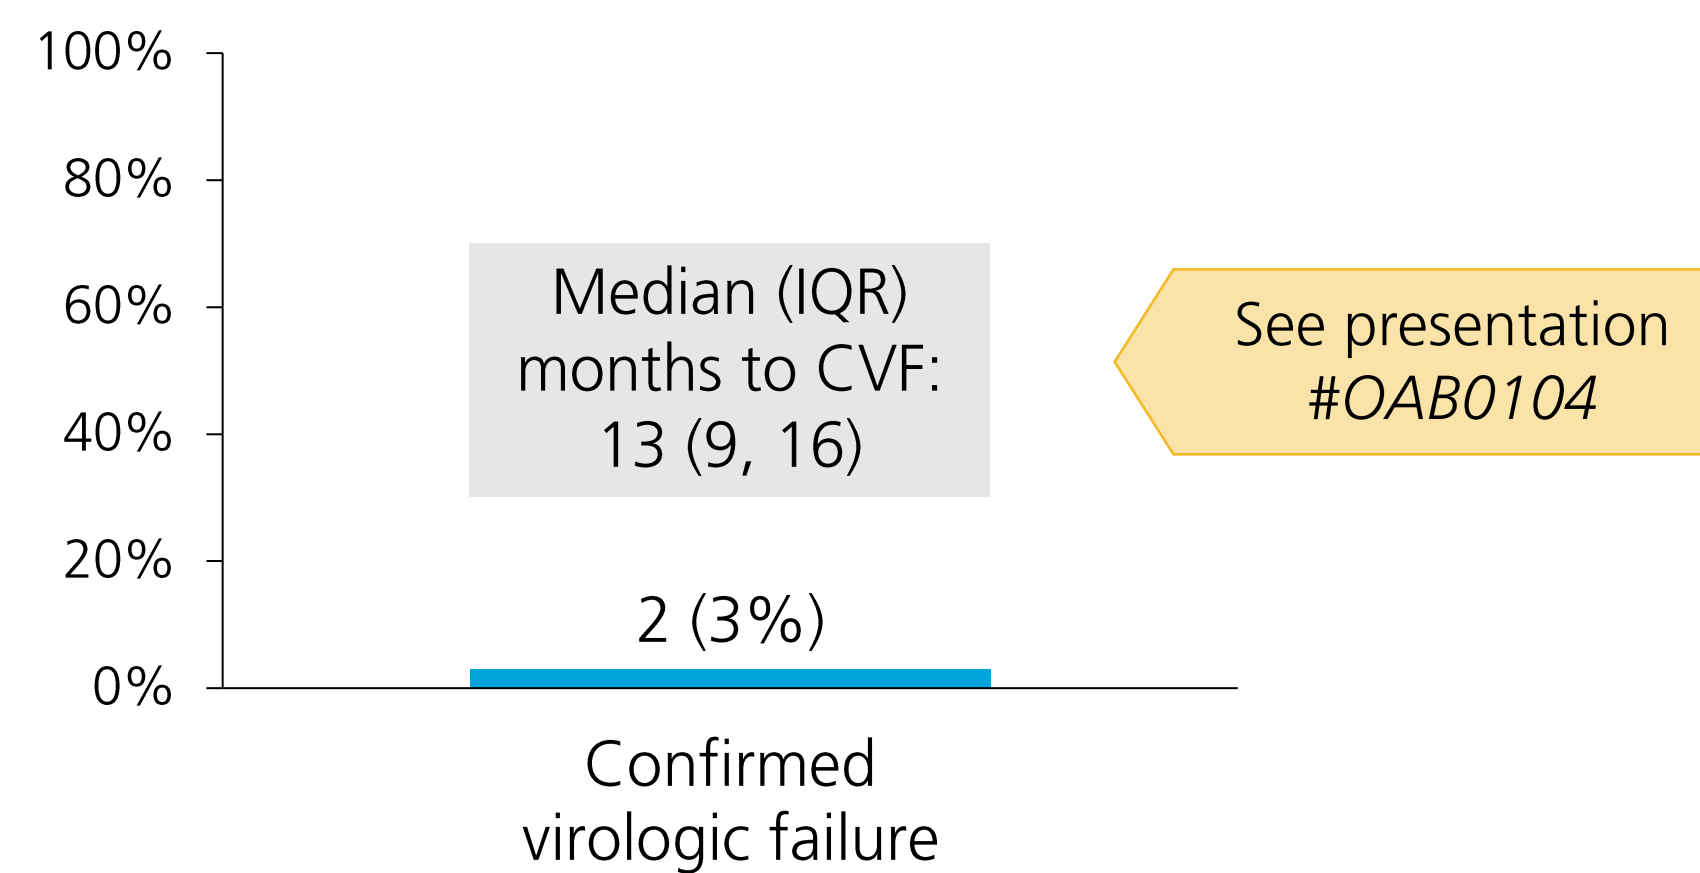 100%
80%
60%
40%
20%
0%
Median (IQR)
months to CVF:
13 (9, 16)
2 (3%)
Confirmed
virologic failure
See presentation
#OAB0104